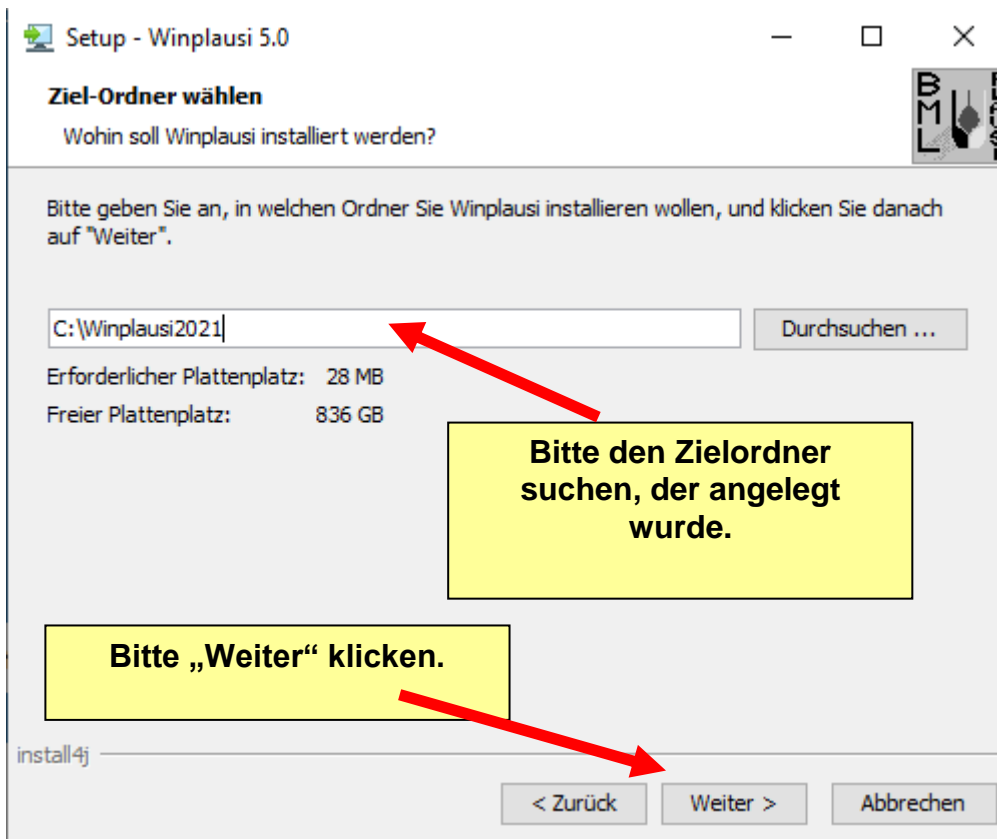 Setup - Winplausi 5.0
Ziel-Ordner wählen
Wohin soll Winplausi installiert werden?
BML
Bitte geben Sie an, in welchen Ordner Sie Winplausi installieren wollen, und klicken Sie danach
auf "Weiter".
C:\Winplausi2021
Durchsuchen ...
Erforderlicher Plattenplatz: 28 MB
Freier Plattenplatz: 836 GB
Bitte den Zielordner
suchen, der angelegt
wurde.
Bitte „Weiter“ klicken.
install4j
< Zurück
Weiter >
Abbrechen